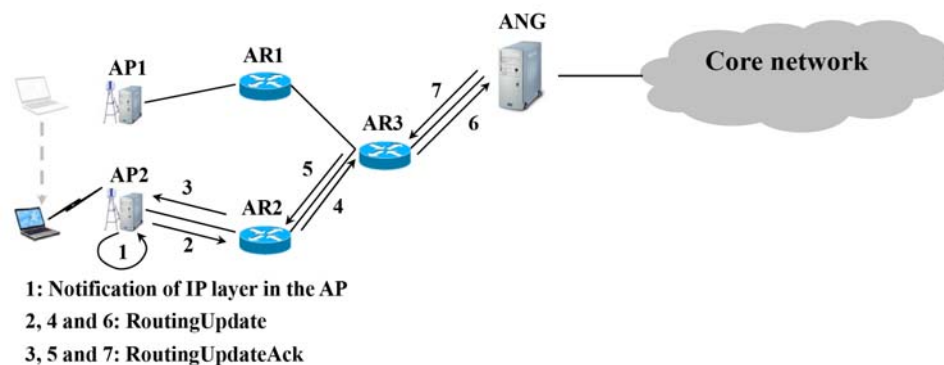 ANG
Core network
AP1
AR1
7
6
AR3
5
4
AP2
3
AR2
2
1
1: Notification of IP layer in the AP
2, 4 and 6: RoutingUpdate
3, 5 and 7: RoutingUpdateAck